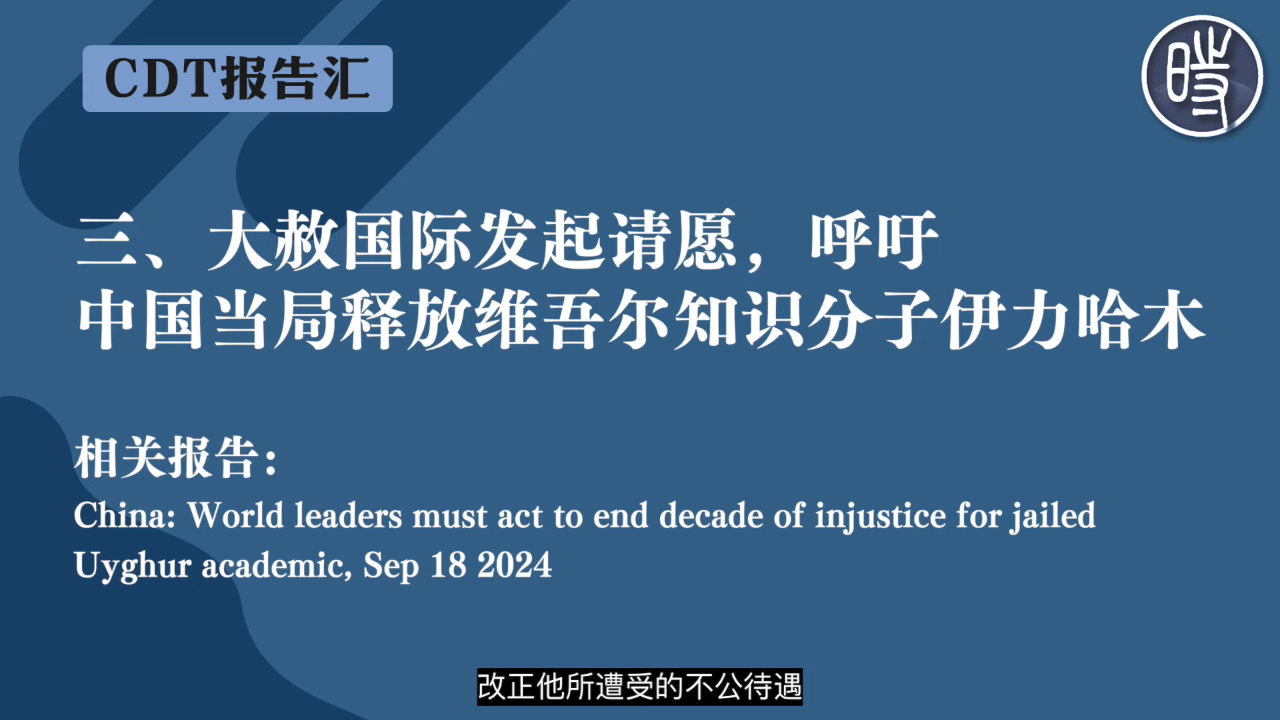 CDT报告汇
時
三、大赦国际发起请愿，呼吁
中国当局释放维吾尔知识分子伊力哈木
相关报告：
China: World leaders must act to end decade of injustice for jailed
Uyghur academic, Sep 18 2024
改正他所遭受的不公待遇